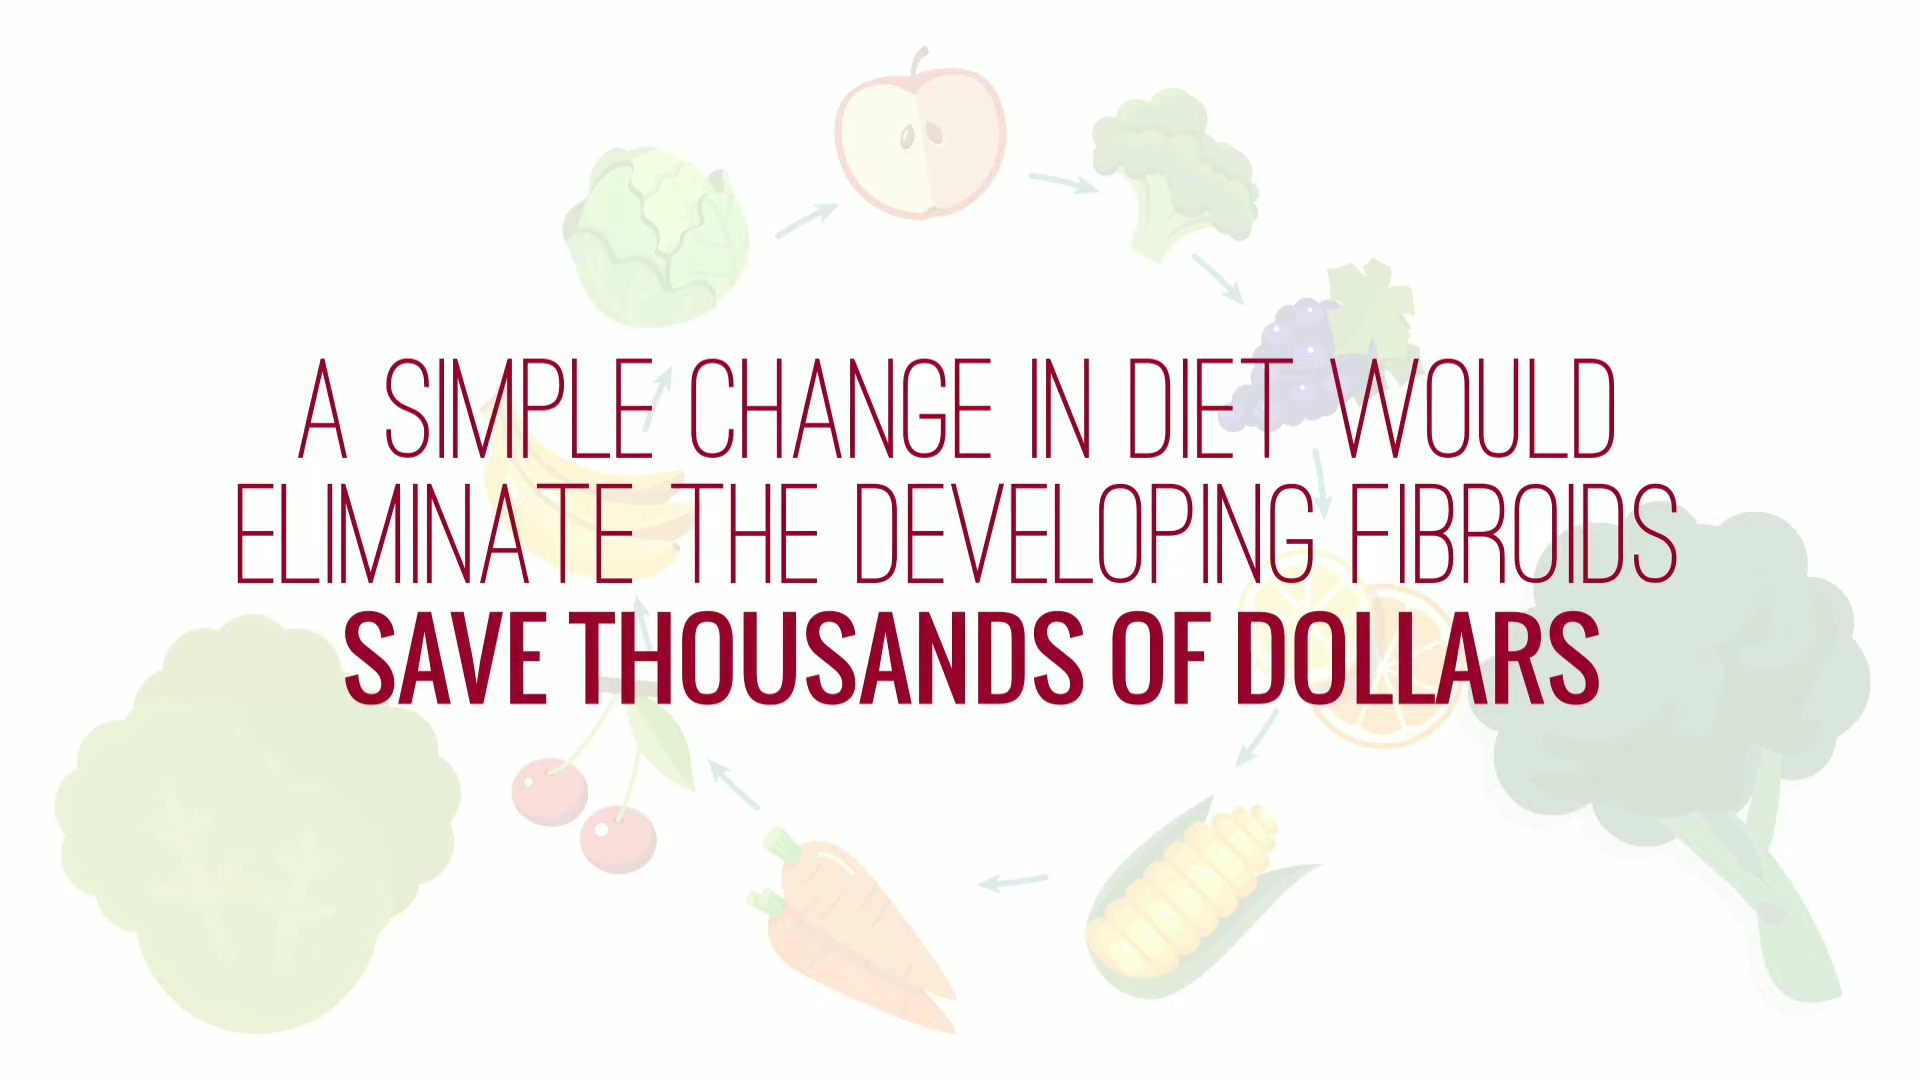 A SIMPLE CHANGE IN DIET WOULD
ELIMINATE THE DEVELOPING FIBROIDS
SAVE THOUSANDS OF DOLLARS